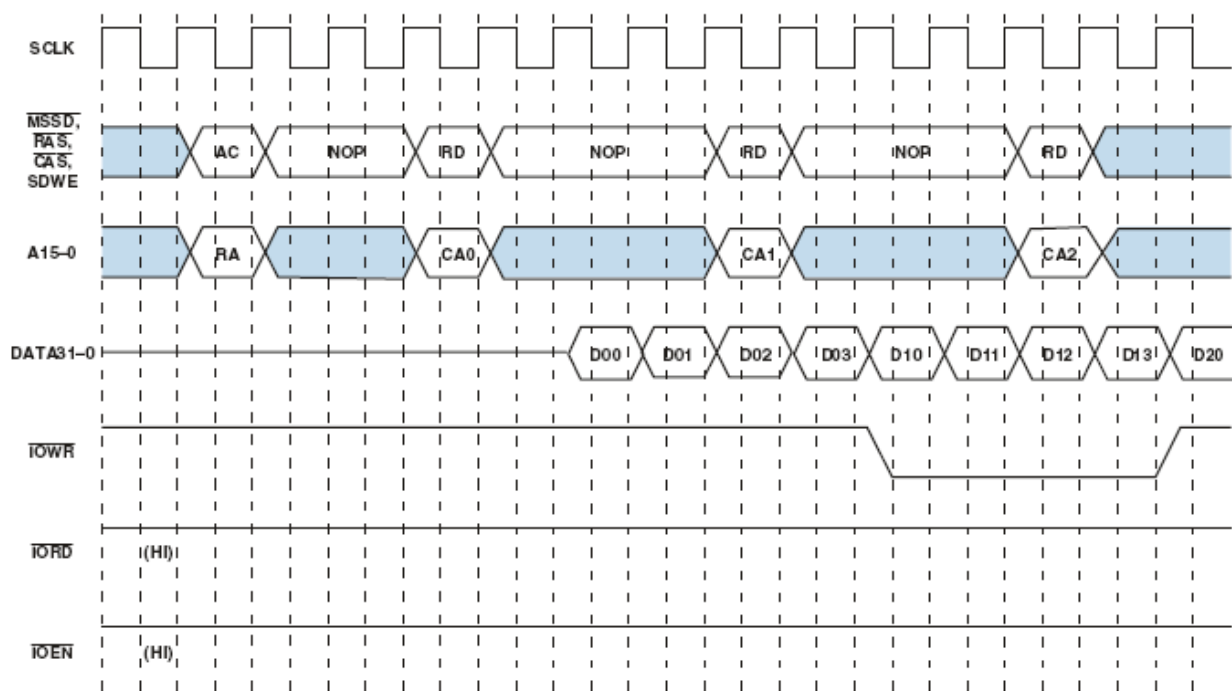 SCLK
MSSD,
RAS,
CAS,
SDWE
AC NOP RD NOP RD NOP RD
A15–0
RA CA0 CA1 CA2
DATA31–0
D00 D01 D02 D03 D10 D11 D12 D13 D20
IOWR
IORD (HI)
IOEN (HI)